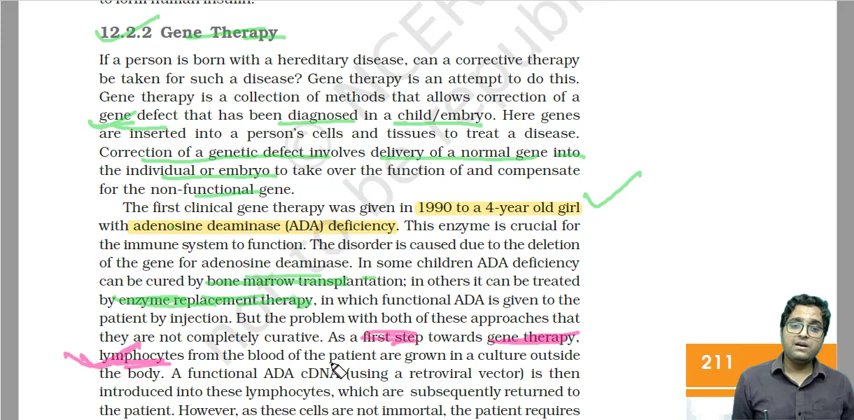 to form human insulin.
12.2.2 Gene Therapy
If a person is born with a hereditary disease, can a corrective therapy
be taken for such a disease? Gene therapy is an attempt to do this.
Gene therapy is a collection of methods that allows correction of a
gene defect that has been diagnosed in a child/embryo. Here genes
are inserted into a person's cells and tissues to treat a disease.
Correction of a genetic defect involves delivery of a normal gene into
the individual or embryo to take over the function of and compensate
for the non-functional gene.
The first clinical gene therapy was given in 1990 to a 4-year old girl
with adenosine deaminase (ADA) deficiency. This enzyme is crucial for
the immune system to function. The disorder is caused due to the deletion
of the gene for adenosine deaminase. In some children ADA deficiency
can be cured by bone marrow transplantation; in others it can be treated
by enzyme replacement therapy, in which functional ADA is given to the
patient by injection. But the problem with both of these approaches that
they are not completely curative. As a first step towards gene therapy,
lymphocytes from the blood of the patient are grown in a culture outside
the body. A functional ADA cDNA (using a retroviral vector) is then
introduced into these lymphocytes, which are subsequently returned to
the patient. However, as these cells are not immortal, the patient requires
211
© NCER
not to be